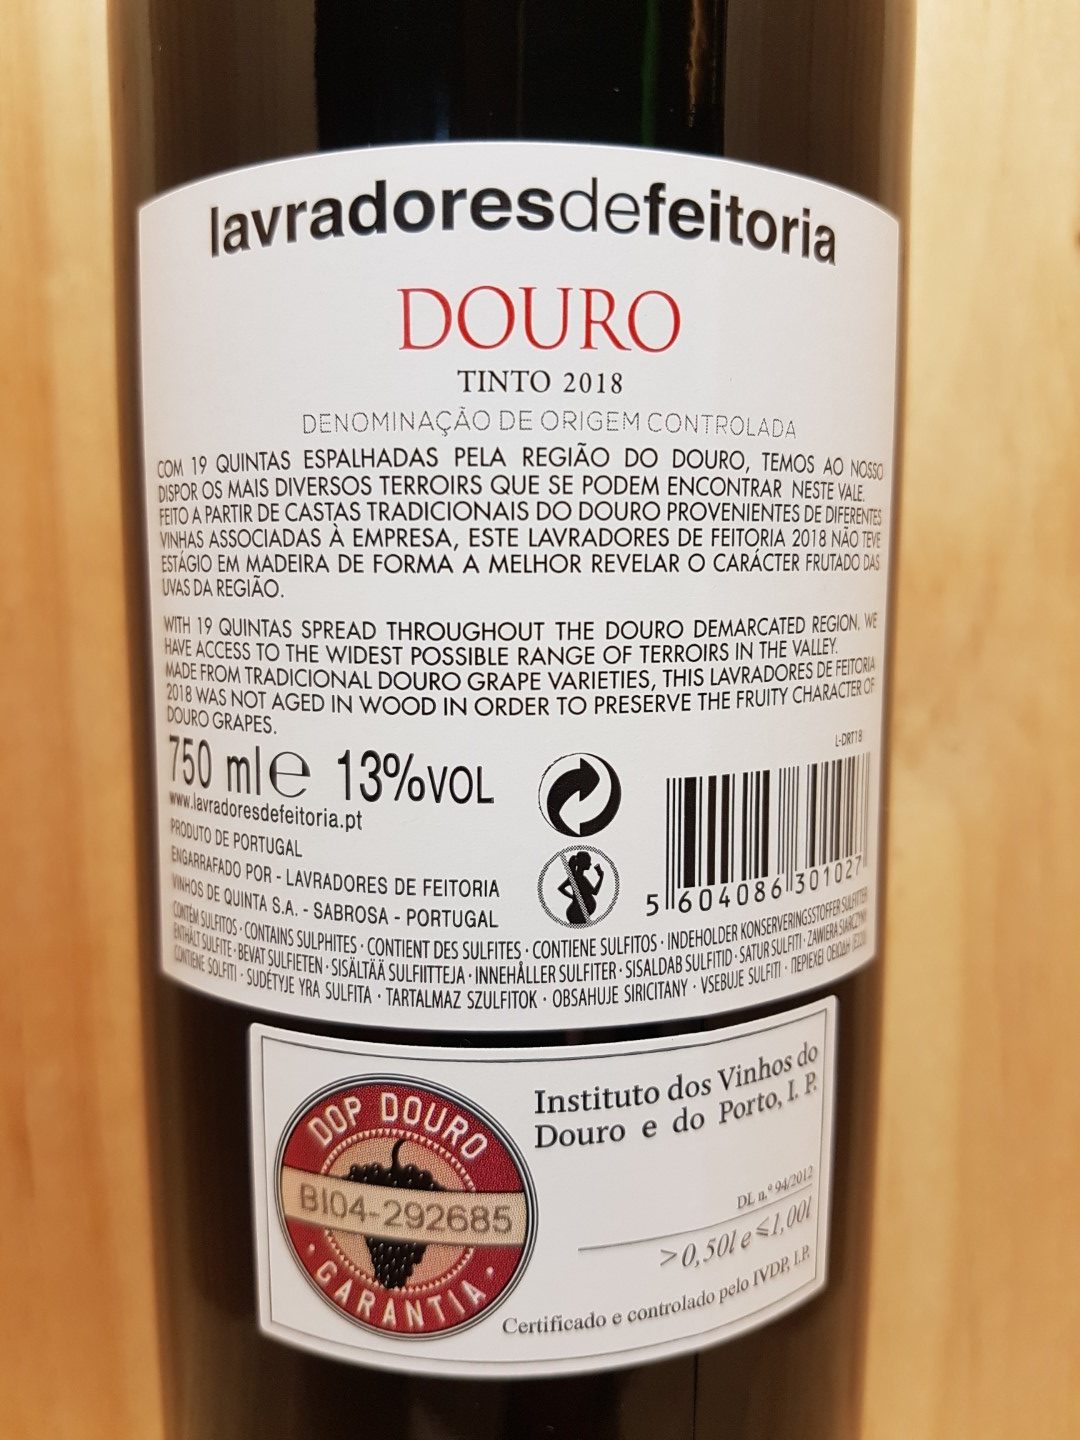 lavradoresdefeitoria
DOURO
TINTO 2018
DENOMINAÇÃO DE ORIGEM CONTROLADA
COM 19 QUINTAS ESPALHADAS PELA REGIÃO DO DOURO, TEMOS AO NOSSO
DISPOR OS MAIS DIVERSOS TERROIRS QUE SE PODEM ENCONTRAR NESTE VALE.
FEITO A PARTIR DE CASTAS TRADICIONAIS DO DOURO PROVENIENTES DE DIFERENTES
VINHAS ASSOCIADAS À EMPRESA, ESTE LAVRADORES DE FEITORIA 2018 NÃO TEVE
ESTÁGIO EM MADEIRA DE FORMA A MELHOR REVELAR O CARÁCTER FRUTADO DAS
UVAS DA REGIÃO.
WITH 19 QUINTAS SPREAD THROUGHOUT THE DOURO DEMARCATED REGION. WE
HAVE ACCESS TO THE WIDEST POSSIBLE RANGE OF TERROIRS IN THE VALLEY.
MADE FROM TRADICIONAL DOURO GRAPE VARIETIES, THIS LAVRADORES DE FEITORIA
2018 WAS NOT AGED IN WOOD IN ORDER TO PRESERVE THE FRUITY CHARACTER OF
DOURO GRAPES.
L-DRT18
750 ml e 13%VOL
www.lavradoresdefeitoria.pt
PRODUTO DE PORTUGAL
ENGARRAFADO POR - LAVRADORES DE FEITORIA
VINHOS DE QUINTA S.A. - SABROSA - PORTUGAL
5 604086 301027
CONTÉM SULFITOS · CONTAINS SULPHITES · CONTIENT DES SULFITES · CONTIENE SULFITOS · INDEHOLDER KONSERVERINGSSTOFFER SULFITTER
ENTHÄLT SULFITE · BEVAT SULFIETEN · SISÄLTÄÄ SULFIITTEJA · INNEHÅLLER SULFITER · SISALDAB SULFITID · SATUR SULFITI · ZAWIERA SIARCZYNY
CONTIENE SOLFITI · SUDĖTYJE YRA SULFITA · TARTALMAZ SZULFITOK · OBSAHUJE SIRICITANY · VSEBUJE SULFITI · ΠΕΡΙΕΧΕΙ
DOP DOURO
BI04-292685
· GARANTIA ·
Instituto dos Vinhos do
Douro e do Porto, I. P.
DL n.º 94/2012
>0,50l e ≤1,00l
Certificado e controlado pelo IVDP, I.P.